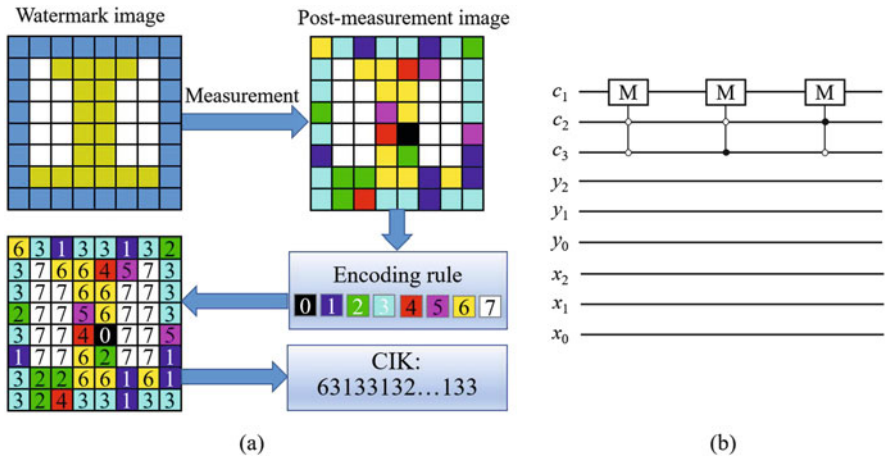 Watermark image
Post-measurement image
Measurement
Encoding rule
0 1 2 3 4 5 6 7
6 3 1 3 3 1 3 2
3 7 6 6 4 5 7 3
3 7 7 6 6 7 7 3
2 7 7 5 6 7 7 3
3 7 7 4 0 7 7 5
1 7 7 6 2 7 7 1
3 2 2 6 6 1 6 1
3 2 4 3 3 1 3 3
CIK:
63133132...133
(a)
c1 M M M
c2
c3
y2
y1
y0
x2
x1
x0
(b)